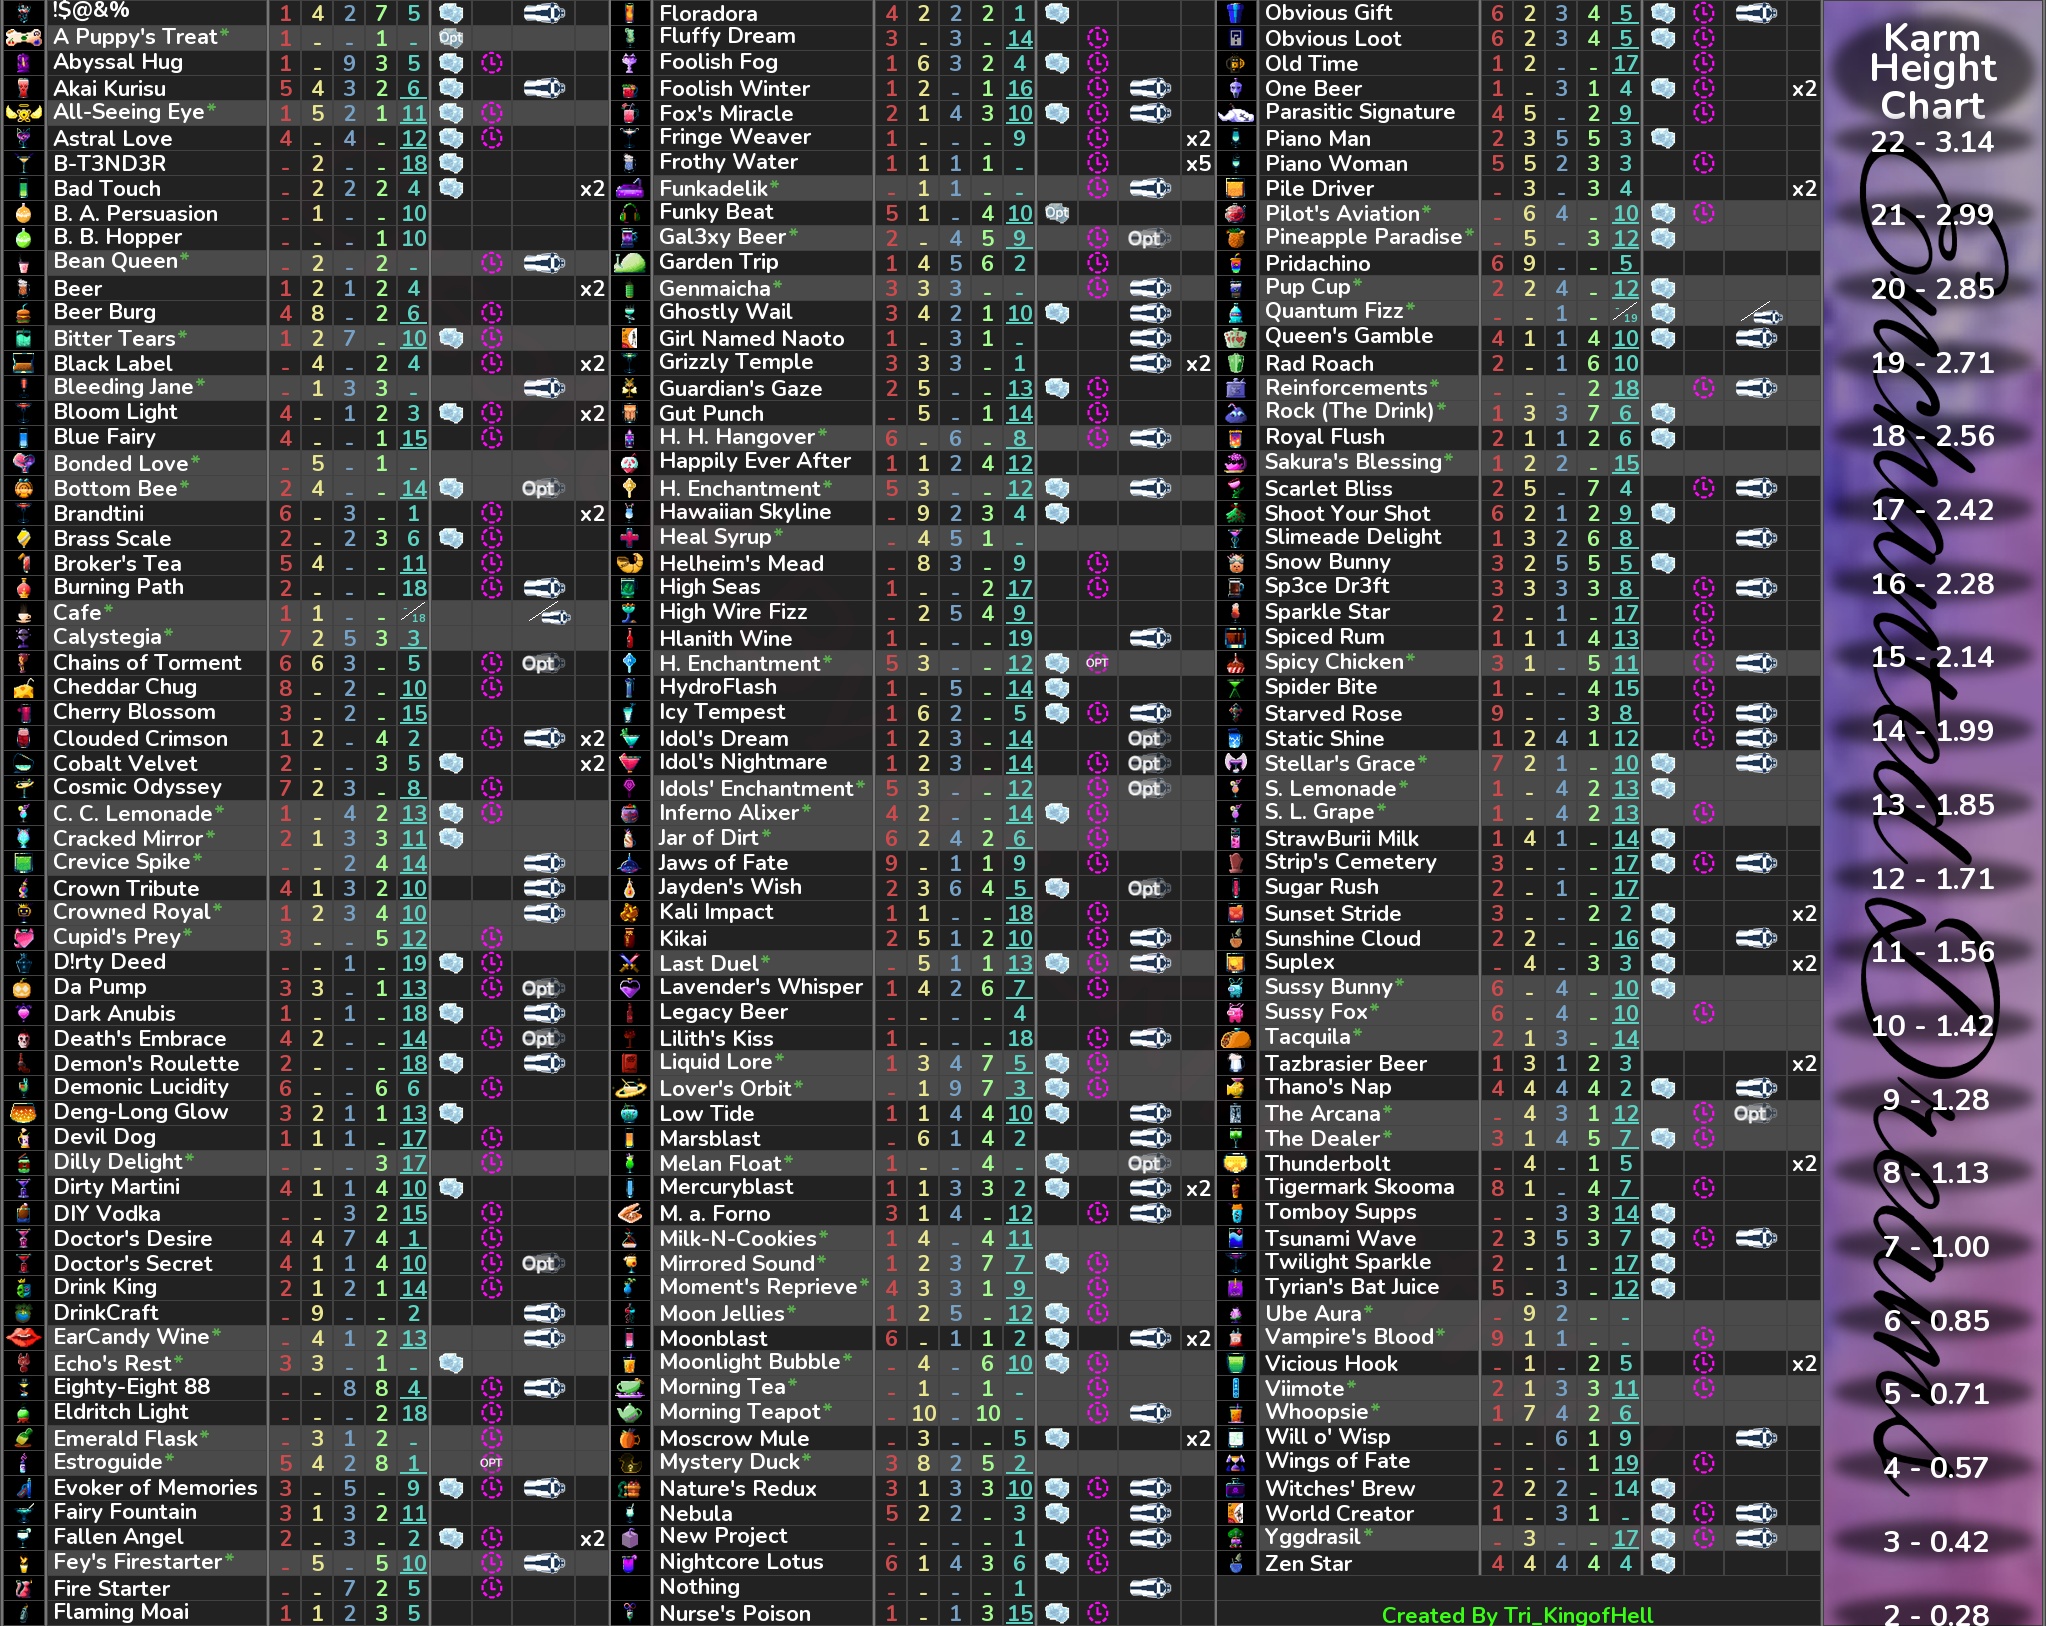 !$@&% 1 4 2 7 5
A Puppy's Treat* 1 - - 1 - Opt
Abyssal Hug 1 - 9 3 5
Akai Kurisu 5 4 3 2 6
All-Seeing Eye* 1 5 2 1 11
Astral Love 4 - 4 - 12
B-T3ND3R - 2 - - 18
Bad Touch - 2 2 2 4 x2
B. A. Persuasion - 1 - - 10
B. B. Hopper - - - 1 10
Bean Queen* - 2 - 2 -
Beer 1 2 1 2 4 x2
Beer Burg 4 8 - 2 6
Bitter Tears* 1 2 7 - 10
Black Label - 4 - 2 4 x2
Bleeding Jane* - 1 3 3 -
Bloom Light 4 - 1 2 3 x2
Blue Fairy 4 - - 1 15
Bonded Love* - 5 - 1 -
Bottom Bee* 2 4 - - 14 Opt
Brandtini 6 - 3 - 1 x2
Brass Scale 2 - 2 3 6
Broker's Tea 5 4 - - 11
Burning Path 2 - - - 18
Cafe* 1 1 - - -/18
Calystegia* 7 2 5 3 3
Chains of Torment 6 6 3 - 5 Opt
Cheddar Chug 8 - 2 - 10
Cherry Blossom 3 - 2 - 15
Clouded Crimson 1 2 - 4 2 x2
Cobalt Velvet 2 - - 3 5 x2
Cosmic Odyssey 7 2 3 - 8
C. C. Lemonade* 1 - 4 2 13
Cracked Mirror* 2 1 3 3 11
Crevice Spike* - - 2 4 14
Crown Tribute 4 1 3 2 10
Crowned Royal* 1 2 3 4 10
Cupid's Prey* 3 - - 5 12
D!rty Deed - - 1 - 19
Da Pump 3 3 - 1 13 Opt
Dark Anubis 1 - 1 - 18
Death's Embrace 4 2 - - 14 Opt
Demon's Roulette 2 - - - 18
Demonic Lucidity 6 - - 6 6
Deng-Long Glow 3 2 1 1 13
Devil Dog 1 1 1 - 17
Dilly Delight* - - - 3 17
Dirty Martini 4 1 1 4 10
DIY Vodka - - 3 2 15
Doctor's Desire 4 4 7 4 1
Doctor's Secret 4 1 1 4 10 Opt
Drink King 2 1 2 1 14
DrinkCraft - 9 - - 2
EarCandy Wine* - 4 1 2 13
Echo's Rest* 3 3 - 1 -
Eighty-Eight 88 - - 8 8 4
Eldritch Light - - - 2 18
Emerald Flask* - 3 1 2 -
Estroguide* 5 4 2 8 1 OPT
Evoker of Memories 3 - 5 - 9
Fairy Fountain 3 1 3 2 11
Fallen Angel 2 - 3 - 2 x2
Fey's Firestarter* - 5 - 5 10
Fire Starter - - 7 2 5
Flaming Moai 1 1 2 3 5
Floradora 4 2 2 2 1
Fluffy Dream 3 - 3 - 14
Foolish Fog 1 6 3 2 4
Foolish Winter 1 2 - 1 16
Fox's Miracle 2 1 4 3 10
Fringe Weaver 1 - - - 9 x2
Frothy Water 1 1 1 1 - x5
Funkadelik* - 1 1 - -
Funky Beat 5 1 - 4 10 Opt
Gal3xy Beer* 2 - 4 5 9 Opt
Garden Trip 1 4 5 6 2
Genmaicha* 3 3 3 - -
Ghostly Wail 3 4 2 1 10
Girl Named Naoto 1 - 3 1 -
Grizzly Temple 3 3 3 - 1 x2
Guardian's Gaze 2 5 - - 13
Gut Punch - 5 - 1 14
H. H. Hangover* 6 - 6 - 8
Happily Ever After 1 1 2 4 12
H. Enchantment* 5 3 - - 12
Hawaiian Skyline - 9 2 3 4
Heal Syrup* - 4 5 1 -
Helheim's Mead - 8 3 - 9
High Seas 1 - - 2 17
High Wire Fizz - 2 5 4 9
Hlanith Wine 1 - - - 19
H. Enchantment* 5 3 - - 12 OPT
HydroFlash 1 - 5 - 14
Icy Tempest 1 6 2 - 5
Idol's Dream 1 2 3 - 14 Opt
Idol's Nightmare 1 2 3 - 14 Opt
Idols' Enchantment* 5 3 - - 12 Opt
Inferno Alixer* 4 2 - - 14
Jar of Dirt* 6 2 4 2 6
Jaws of Fate 9 - 1 1 9
Jayden's Wish 2 3 6 4 5 Opt
Kali Impact 1 1 - - 18
Kikai 2 5 1 2 10
Last Duel* - 5 1 1 13
Lavender's Whisper 1 4 2 6 7
Legacy Beer - - - - 4
Lilith's Kiss 1 - - - 18
Liquid Lore* 1 3 4 7 5
Lover's Orbit* - 1 9 7 3
Low Tide 1 1 4 4 10
Marsblast - 6 1 4 2
Melan Float* 1 - - 4 - Opt
Mercuryblast 1 1 3 3 2 x2
M. a. Forno 3 1 4 - 12
Milk-N-Cookies* 1 4 - 4 11
Mirrored Sound* 1 2 3 7 7
Moment's Reprieve* 4 3 3 1 9
Moon Jellies* 1 2 5 - 12
Moonblast 6 - 1 1 2 x2
Moonlight Bubble* - 4 - 6 10
Morning Tea* - 1 - 1 -
Morning Teapot* - 10 - 10 -
Moscrow Mule - 3 - - 5 x2
Mystery Duck* 3 8 2 5 2
Nature's Redux 3 1 3 3 10
Nebula 5 2 2 - 3
New Project - - - - 1
Nightcore Lotus 6 1 4 3 6
Nothing - - - - 1
Nurse's Poison 1 - 1 3 15
Obvious Gift 6 2 3 4 5
Obvious Loot 6 2 3 4 5
Old Time 1 2 - - 17
One Beer 1 - 3 1 4 x2
Parasitic Signature 4 5 - 2 9
Piano Man 2 3 5 5 3
Piano Woman 5 5 2 3 3
Pile Driver - 3 - 3 4 x2
Pilot's Aviation* - 6 4 - 10
Pineapple Paradise* - 5 - 3 12
Pridachino 6 9 - - 5
Pup Cup* 2 2 4 - 12
Quantum Fizz* - - 1 - -/19
Queen's Gamble 4 1 1 4 10
Rad Roach 2 - 1 6 10
Reinforcements* - - - 2 18
Rock (The Drink)* 1 3 3 7 6
Royal Flush 2 1 1 2 6
Sakura's Blessing* 1 2 2 - 15
Scarlet Bliss 2 5 - 7 4
Shoot Your Shot 6 2 1 2 9
Slimeade Delight 1 3 2 6 8
Snow Bunny 3 2 5 5 5
Sp3ce Dr3ft 3 3 3 3 8
Sparkle Star 2 - 1 - 17
Spiced Rum 1 1 1 4 13
Spicy Chicken* 3 1 - 5 11
Spider Bite 1 - - 4 15
Starved Rose 9 - - 3 8
Static Shine 1 2 4 1 12
Stellar's Grace* 7 2 1 - 10
S. Lemonade* 1 - 4 2 13
S. L. Grape* 1 - 4 2 13
StrawBurii Milk 1 4 1 - 14
Strip's Cemetery 3 - - - 17
Sugar Rush 2 - 1 - 17
Sunset Stride 3 - - 2 2 x2
Sunshine Cloud 2 2 - - 16
Suplex - 4 - 3 3 x2
Sussy Bunny* 6 - 4 - 10
Sussy Fox* 6 - 4 - 10
Tacquila* 2 1 3 - 14
Tazbrasier Beer 1 3 1 2 3 x2
Thano's Nap 4 4 4 4 2
The Arcana* - 4 3 1 12 Opt
The Dealer* 3 1 4 5 7
Thunderbolt - 4 - 1 5 x2
Tigermark Skooma 8 1 - 4 7
Tomboy Supps - - 3 3 14
Tsunami Wave 2 3 5 3 7
Twilight Sparkle 2 - 1 - 17
Tyrian's Bat Juice 5 - 3 - 12
Ube Aura* - 9 2 - -
Vampire's Blood* 9 1 1 - -
Vicious Hook - 1 - 2 5 x2
Viimote* 2 1 3 3 11
Whoopsie* 1 7 4 2 6
Will o' Wisp - - 6 1 9
Wings of Fate - - - 1 19
Witches' Brew 2 2 2 - 14
World Creator 1 - 3 1 -
Yggdrasil* - 3 - - 17
Zen Star 4 4 4 4 4
Created By Tri_KingofHell
Karm
Height
Chart
22 - 3.14
21 - 2.99
20 - 2.85
19 - 2.71
18 - 2.56
17 - 2.42
16 - 2.28
15 - 2.14
14 - 1.99
13 - 1.85
12 - 1.71
11 - 1.56
10 - 1.42
9 - 1.28
8 - 1.13
7 - 1.00
6 - 0.85
5 - 0.71
4 - 0.57
3 - 0.42
2 - 0.28
Enchanted Dreams